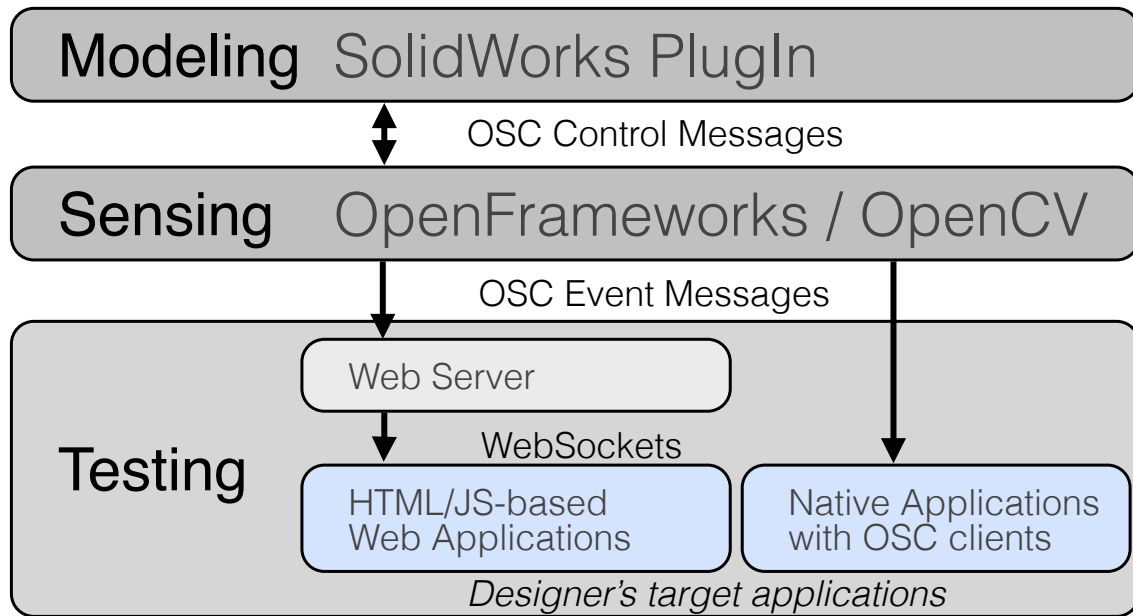 Modeling SolidWorks PlugIn
OSC Control Messages
Sensing OpenFrameworks / OpenCV
OSC Event Messages
Testing
Web Server
WebSockets
HTML/JS-based
Web Applications
Native Applications
with OSC clients
Designer's target applications